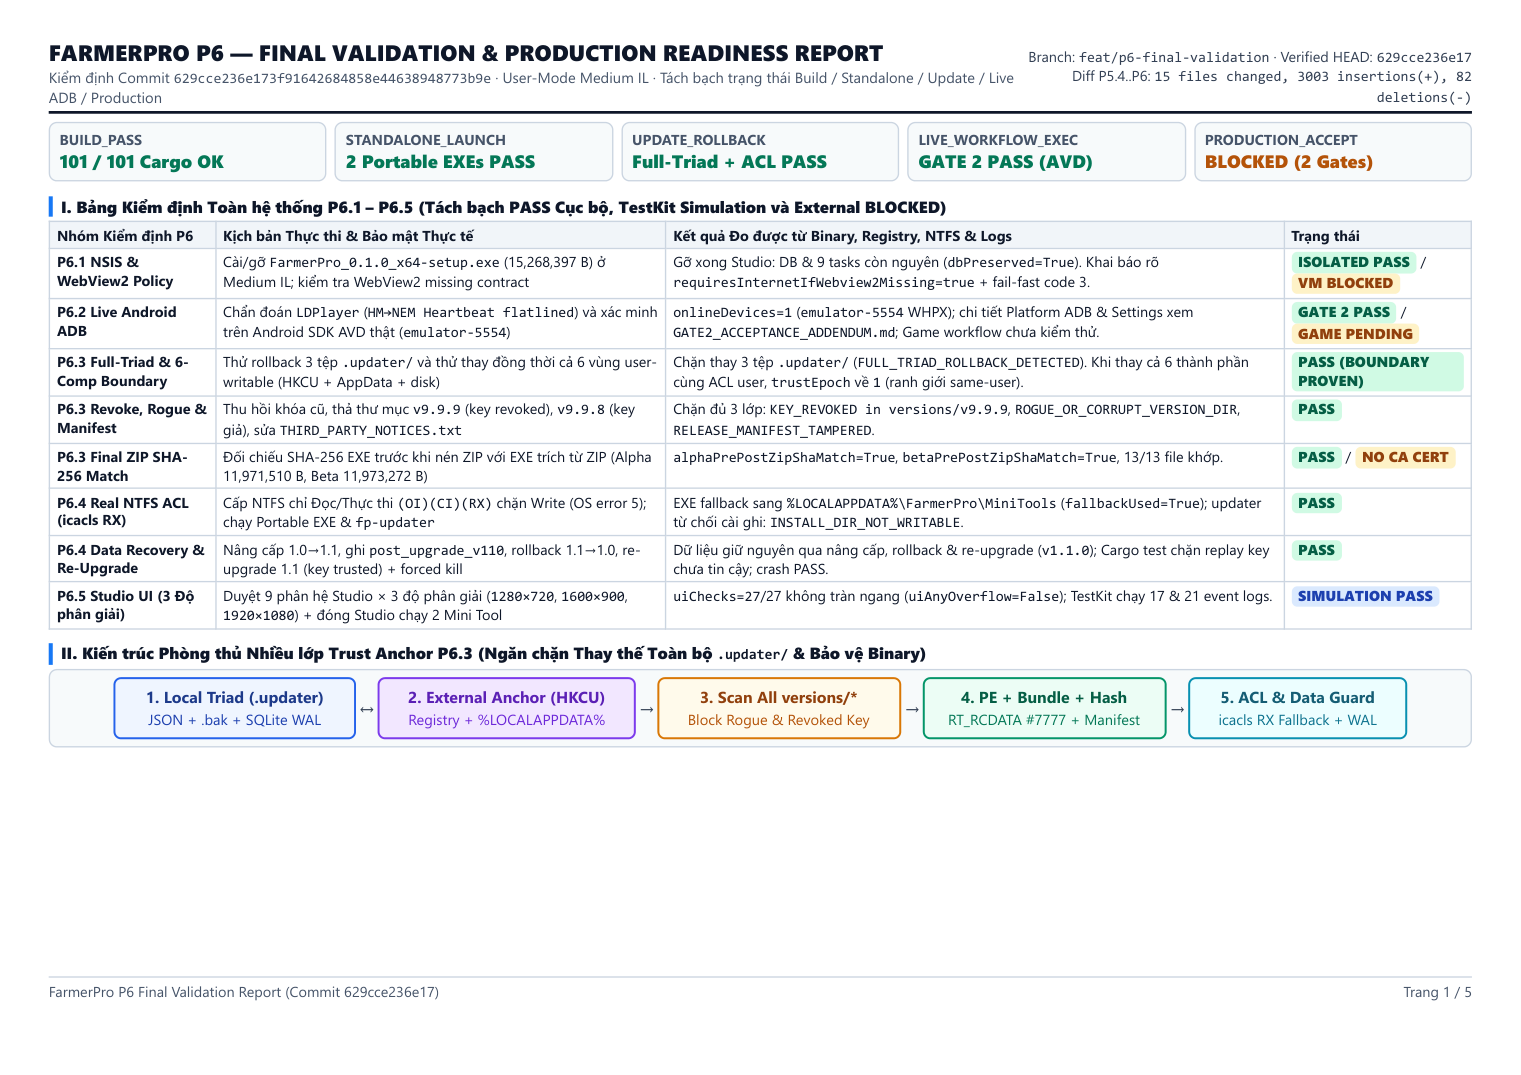 FARMERPRO P6 — FINAL VALIDATION & PRODUCTION READINESS REPORT
Kiểm định Commit 629cce236e173f91642684858e44638948773b9e · User-Mode Medium IL · Tách bạch trạng thái Build / Standalone / Update / Live
ADB / Production
Branch: feat/p6-final-validation · Verified HEAD: 629cce236e17
Diff P5.4..P6: 15 files changed, 3003 insertions(+), 82
deletions(-)
BUILD_PASS
101 / 101 Cargo OK
STANDALONE_LAUNCH
2 Portable EXEs PASS
UPDATE_ROLLBACK
Full-Triad + ACL PASS
LIVE_WORKFLOW_EXEC
GATE 2 PASS (AVD)
PRODUCTION_ACCEPT
BLOCKED (2 Gates)
I. Bảng Kiểm định Toàn hệ thống P6.1 – P6.5 (Tách bạch PASS Cục bộ, TestKit Simulation và External BLOCKED)
Nhóm Kiểm định P6
Kịch bản Thực thi & Bảo mật Thực tế
Kết quả Đo được từ Binary, Registry, NTFS & Logs
Trạng thái
P6.1 NSIS &
WebView2 Policy
Cài/gỡ FarmerPro_0.1.0_x64-setup.exe (15,268,397 B) ở
Medium IL; kiểm tra WebView2 missing contract
Gỡ xong Studio: DB & 9 tasks còn nguyên (dbPreserved=True). Khai báo rõ
requiresInternetIfWebview2Missing=true + fail-fast code 3.
ISOLATED PASS /
VM BLOCKED
P6.2 Live Android
ADB
Chẩn đoán LDPlayer (HM→NEM Heartbeat flatlined) và xác minh
trên Android SDK AVD thật (emulator-5554)
onlineDevices=1 (emulator-5554 WHPX); chi tiết Platform ADB & Settings xem
GATE2_ACCEPTANCE_ADDENDUM.md; Game workflow chưa kiểm thử.
GATE 2 PASS /
GAME PENDING
P6.3 Full-Triad & 6-
Comp Boundary
Thử rollback 3 tệp .updater/ và thử thay đồng thời cả 6 vùng user-
writable (HKCU + AppData + disk)
Chặn thay 3 tệp .updater/ (FULL_TRIAD_ROLLBACK_DETECTED). Khi thay cả 6 thành phần
cùng ACL user, trustEpoch về 1 (ranh giới same-user).
PASS (BOUNDARY
PROVEN)
P6.3 Revoke, Rogue &
Manifest
Thu hồi khóa cũ, thả thư mục v9.9.9 (key revoked), v9.9.8 (key
giả), sửa THIRD_PARTY_NOTICES.txt
Chặn đủ 3 lớp: KEY_REVOKED in versions/v9.9.9, ROGUE_OR_CORRUPT_VERSION_DIR,
RELEASE_MANIFEST_TAMPERED.
PASS
P6.3 Final ZIP SHA-
256 Match
Đối chiếu SHA-256 EXE trước khi nén ZIP với EXE trích từ ZIP (Alpha
11,971,510 B, Beta 11,973,272 B)
alphaPrePostZipShaMatch=True, betaPrePostZipShaMatch=True, 13/13 file khớp.
PASS / NO CA CERT
P6.4 Real NTFS ACL
(icacls RX)
Cấp NTFS chỉ Đọc/Thực thi (OI)(CI)(RX) chặn Write (OS error 5);
chạy Portable EXE & fp-updater
EXE fallback sang %LOCALAPPDATA%\FarmerPro\MiniTools (fallbackUsed=True); updater
từ chối cài ghi: INSTALL_DIR_NOT_WRITABLE.
PASS
P6.4 Data Recovery &
Re-Upgrade
Nâng cấp 1.0→1.1, ghi post_upgrade_v110, rollback 1.1→1.0, re-
upgrade 1.1 (key trusted) + forced kill
Dữ liệu giữ nguyên qua nâng cấp, rollback & re-upgrade (v1.1.0); Cargo test chặn replay key
chưa tin cậy; crash PASS.
PASS
P6.5 Studio UI (3 Độ
phân giải)
Duyệt 9 phân hệ Studio × 3 độ phân giải (1280×720, 1600×900,
1920×1080) + đóng Studio chạy 2 Mini Tool
uiChecks=27/27 không tràn ngang (uiAnyOverflow=False); TestKit chạy 17 & 21 event logs.
SIMULATION PASS
II. Kiến trúc Phòng thủ Nhiều lớp Trust Anchor P6.3 (Ngăn chặn Thay thế Toàn bộ .updater/ & Bảo vệ Binary)
1. Local Triad (.updater)
JSON + .bak + SQLite WAL
↔
2. External Anchor (HKCU)
Registry + %LOCALAPPDATA%
→
3. Scan All versions/*
Block Rogue & Revoked Key
→
4. PE + Bundle + Hash
RT_RCDATA #7777 + Manifest
→
5. ACL & Data Guard
icacls RX Fallback + WAL
FarmerPro P6 Final Validation Report (Commit 629cce236e17)
Trang 1 / 5